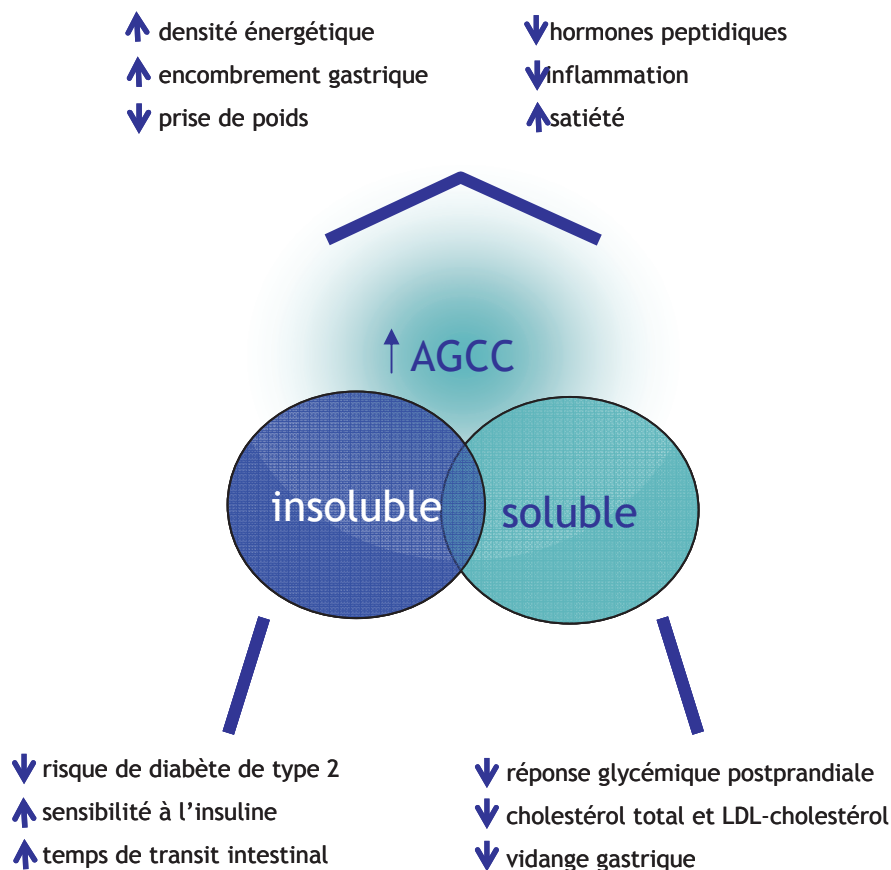 densité énergétique
encombrement gastrique
prise de poids
hormones peptidiques
inflammation
satiété
AGCC
insoluble
soluble
risque de diabète de type 2
sensibilité à l’insuline
temps de transit intestinal
réponse glycémique postprandiale
cholestérol total et LDL-cholestérol
vidange gastrique